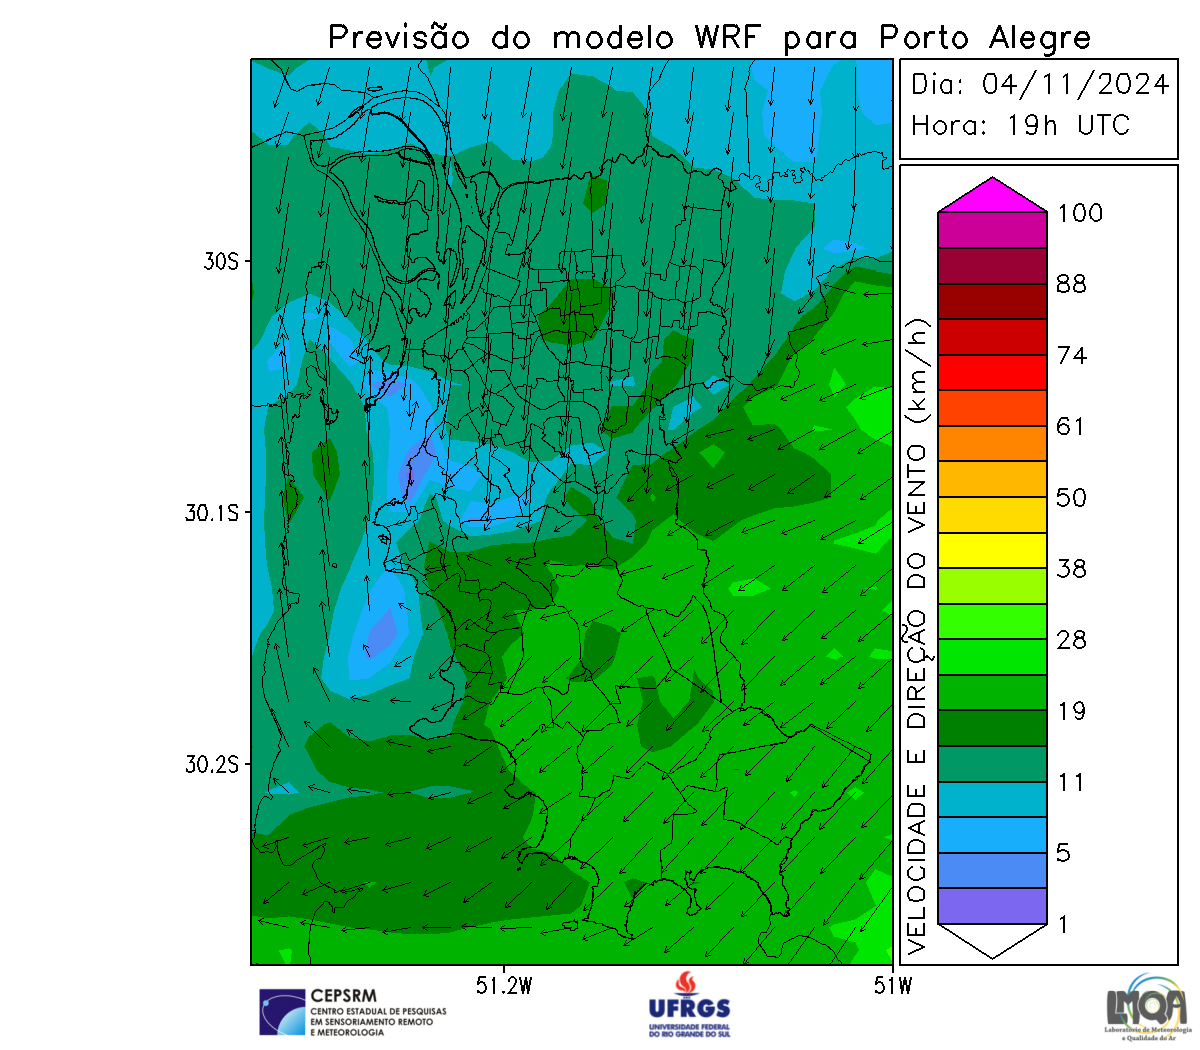 Previsão do modelo WRF para Porto Alegre
Dia: 04/11/2024
Hora: 19h UTC
30S
30.1S
30.2S
51.2W
51W
VELOCIDADE E DIREÇÃO DO VENTO (km/h)
100
88
74
61
50
38
28
19
11
5
1
CEPSRM
CENTRO ESTADUAL DE PESQUISAS
EM SENSORIAMENTO REMOTO
E METEOROLOGIA
UFRGS
UNIVERSIDADE FEDERAL
DO RIO GRANDE DO SUL
LMQA
Laboratório de Meteorologia
e Qualidade do Ar